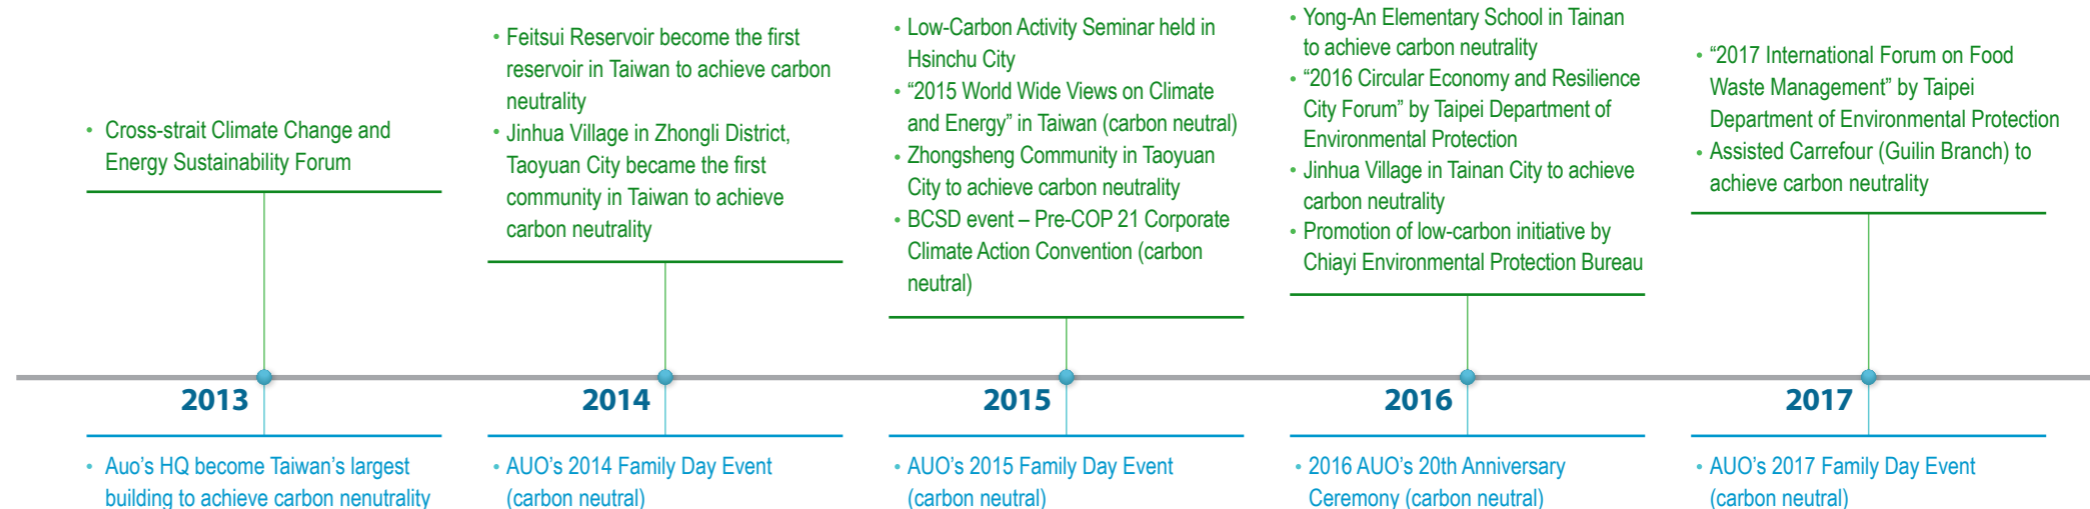 • Cross-strait Climate Change and
Energy Sustainability Forum
2013
• Auo's HQ become Taiwan's largest
building to achieve carbon nenutrality
• Feitsui Reservoir become the first
reservoir in Taiwan to achieve carbon
neutrality
• Jinhua Village in Zhongli District,
Taoyuan City became the first
community in Taiwan to achieve
carbon neutrality
2014
• AUO's 2014 Family Day Event
(carbon neutral)
• Low-Carbon Activity Seminar held in
Hsinchu City
• “2015 World Wide Views on Climate
and Energy” in Taiwan (carbon neutral)
• Zhongsheng Community in Taoyuan
City to achieve carbon neutrality
• BCSD event – Pre-COP 21 Corporate
Climate Action Convention (carbon
neutral)
2015
• AUO's 2015 Family Day Event
(carbon neutral)
• Yong-An Elementary School in Tainan
to achieve carbon neutrality
• “2016 Circular Economy and Resilience
City Forum” by Taipei Department of
Environmental Protection
• Jinhua Village in Tainan City to achieve
carbon neutrality
• Promotion of low-carbon initiative by
Chiayi Environmental Protection Bureau
2016
• 2016 AUO's 20th Anniversary
Ceremony (carbon neutral)
• “2017 International Forum on Food
Waste Management” by Taipei
Department of Environmental Protection
• Assisted Carrefour (Guilin Branch) to
achieve carbon neutrality
2017
• AUO's 2017 Family Day Event
(carbon neutral)